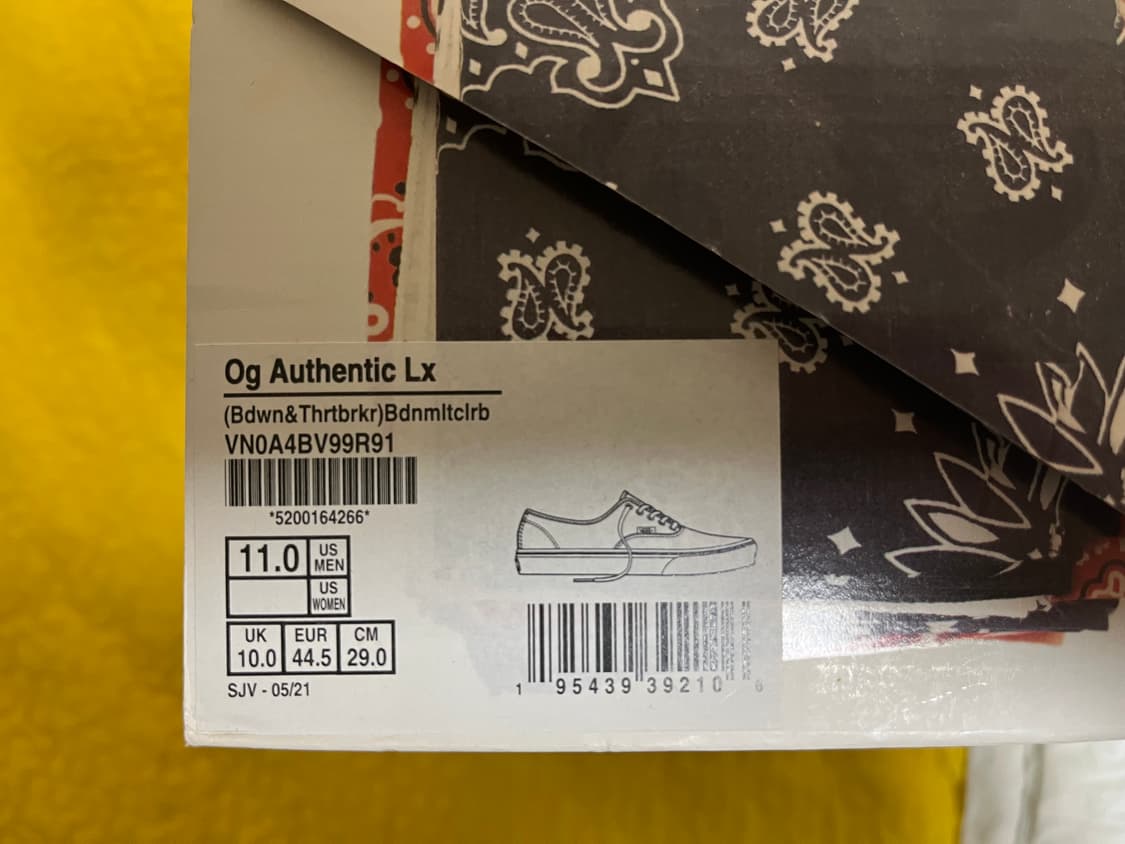 Og Authentic Lx
(Bdwn&Thrtbrkr)Bdnmltclrb
VN0A4BV99R91
*5200164266*
11.0 US MEN
US WOMEN
UK EUR CM
10.0 44.5 29.0
SJV - 05/21
1 95439 39210 6